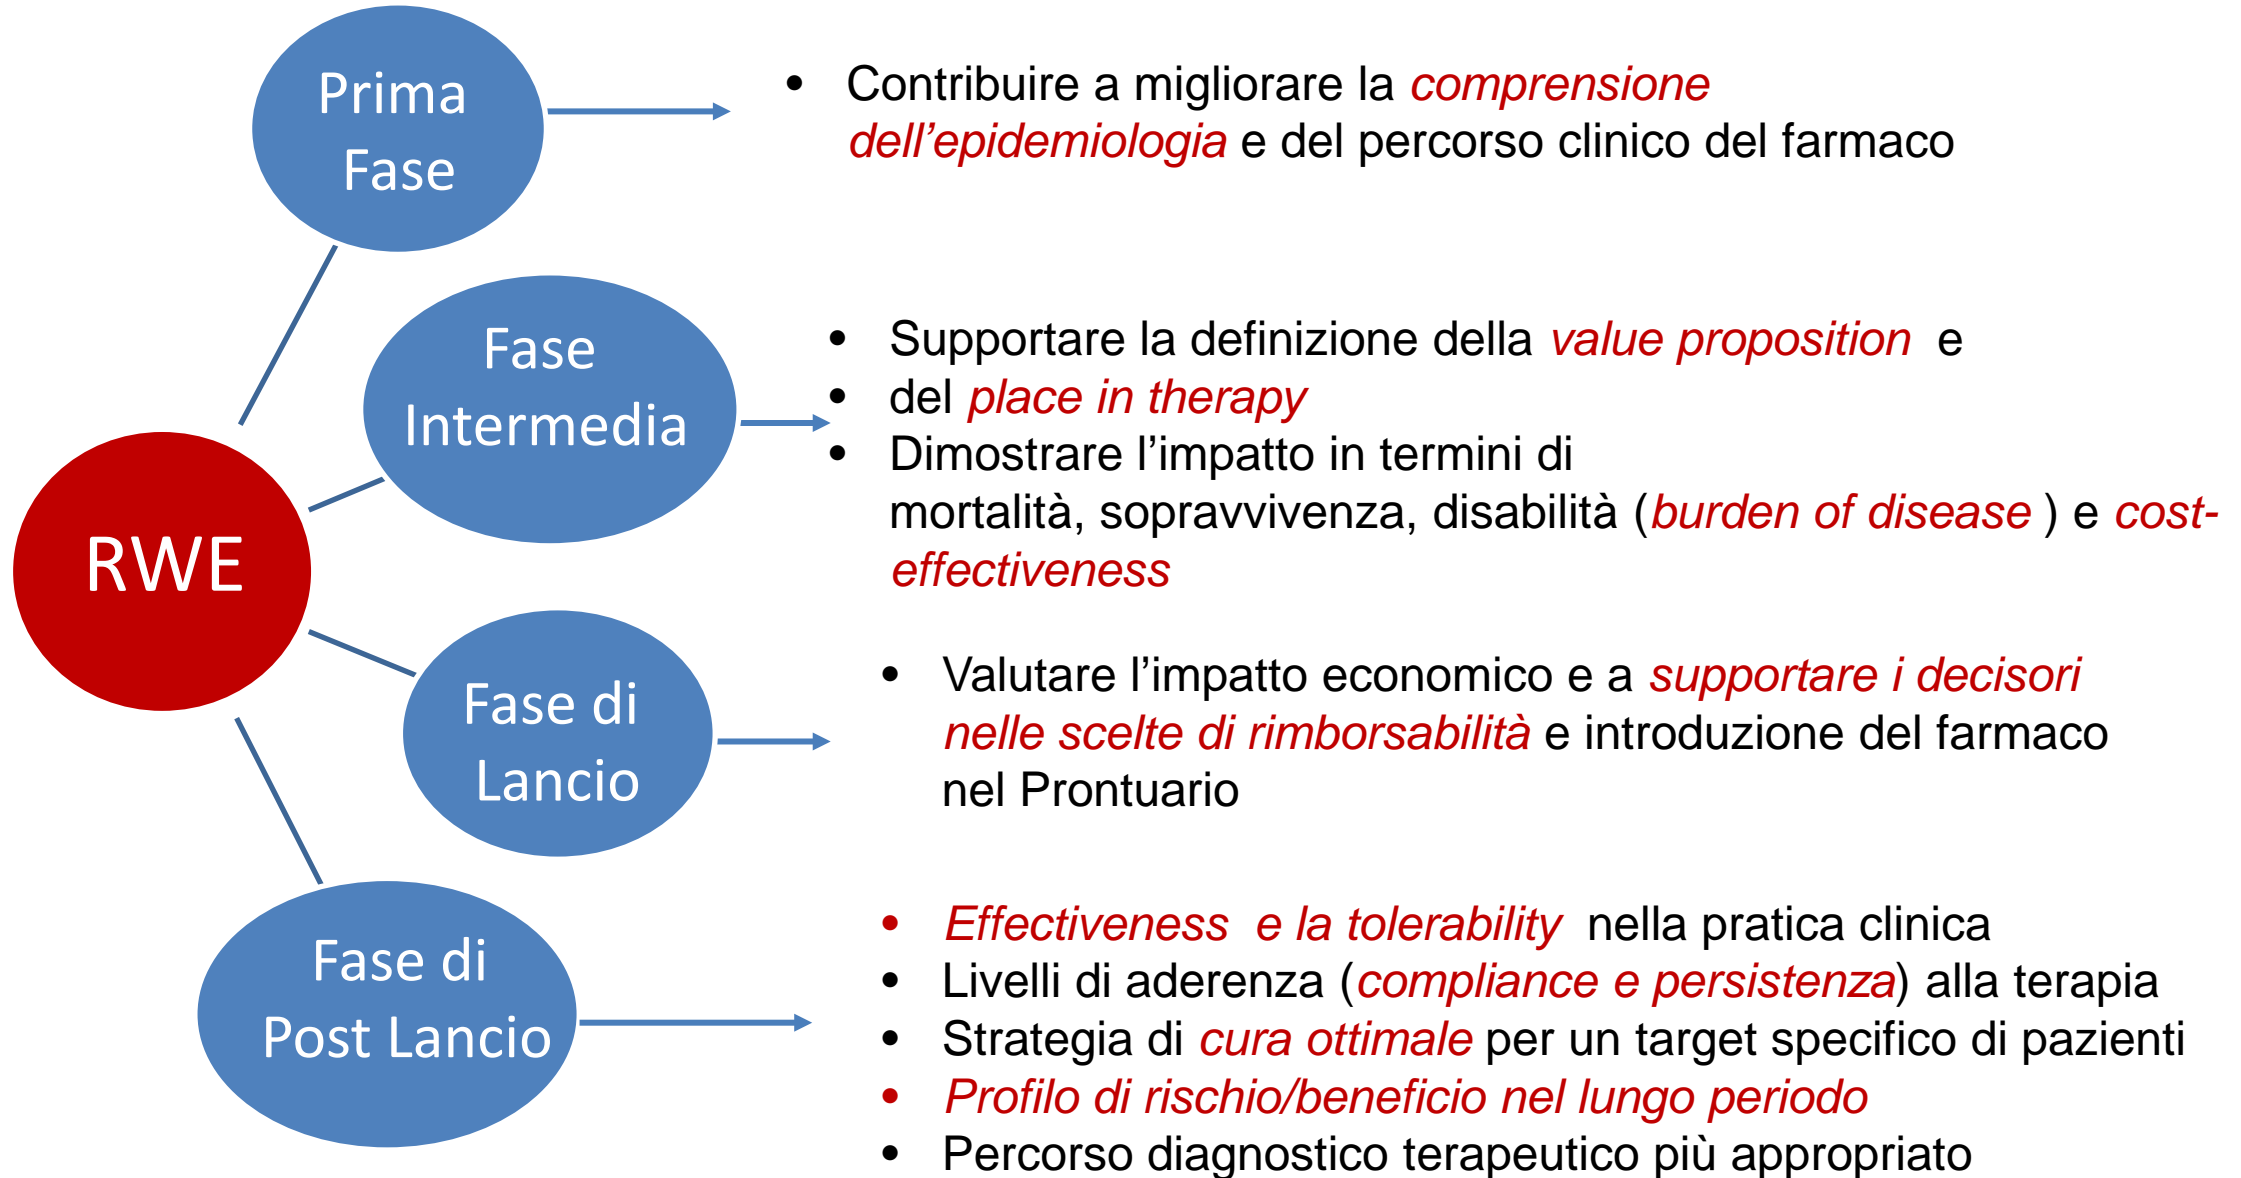 Prima
Fase
• Contribuire a migliorare la comprensione
dell’epidemiologia e del percorso clinico del farmaco
Fase
Intermedia
• Supportare la definizione della value proposition e
• del place in therapy
• Dimostrare l’impatto in termini di
mortalità, sopravvivenza, disabilità (burden of disease ) e cost-
effectiveness
RWE
Fase di
Lancio
• Valutare l’impatto economico e a supportare i decisori
nelle scelte di rimborsabilità e introduzione del farmaco
nel Prontuario
Fase di
Post Lancio
• Effectiveness e la tolerability nella pratica clinica
• Livelli di aderenza (compliance e persistenza) alla terapia
• Strategia di cura ottimale per un target specifico di pazienti
• Profilo di rischio/beneficio nel lungo periodo
• Percorso diagnostico terapeutico più appropriato